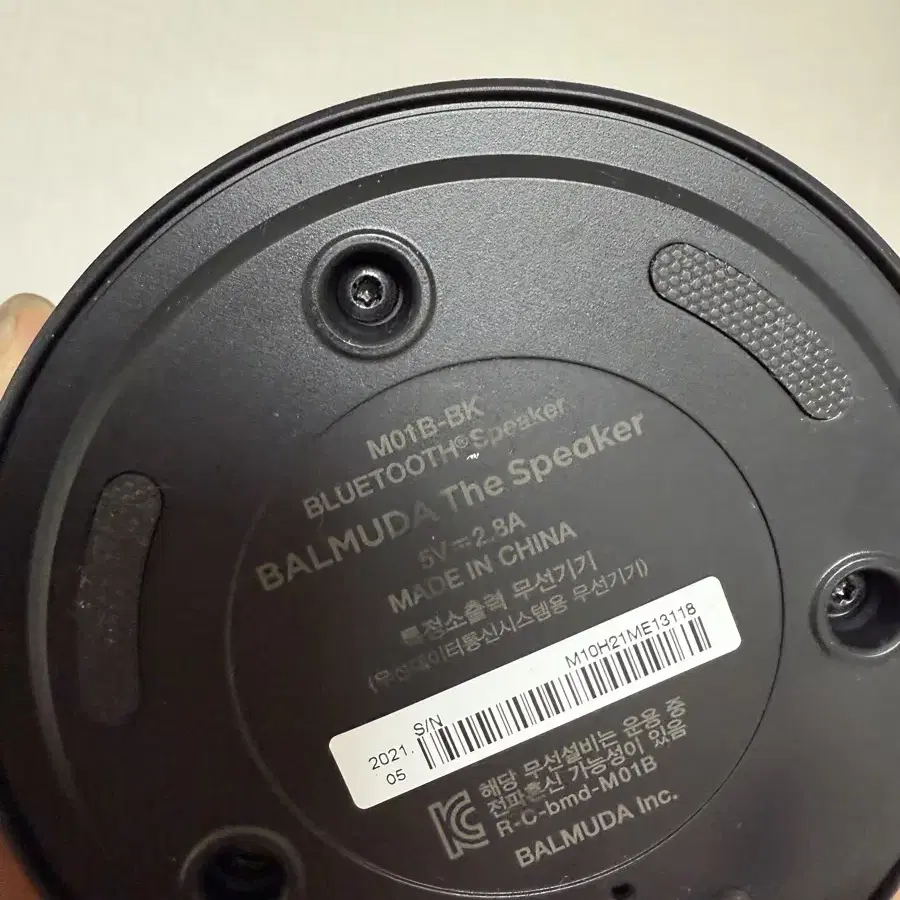 M01B-BK
BLUETOOTH® Speaker
BALMUDA The Speaker
5V⎓2.8A
MADE IN CHINA
특정소출력 무선기기
(무선데이터통신시스템용 무선기기)
M10H21ME13118
S/N
2021.
05
해당 무선설비는 운용 중
전파혼신 가능성이 있음
R-C-bmd-M01B
BALMUDA Inc.